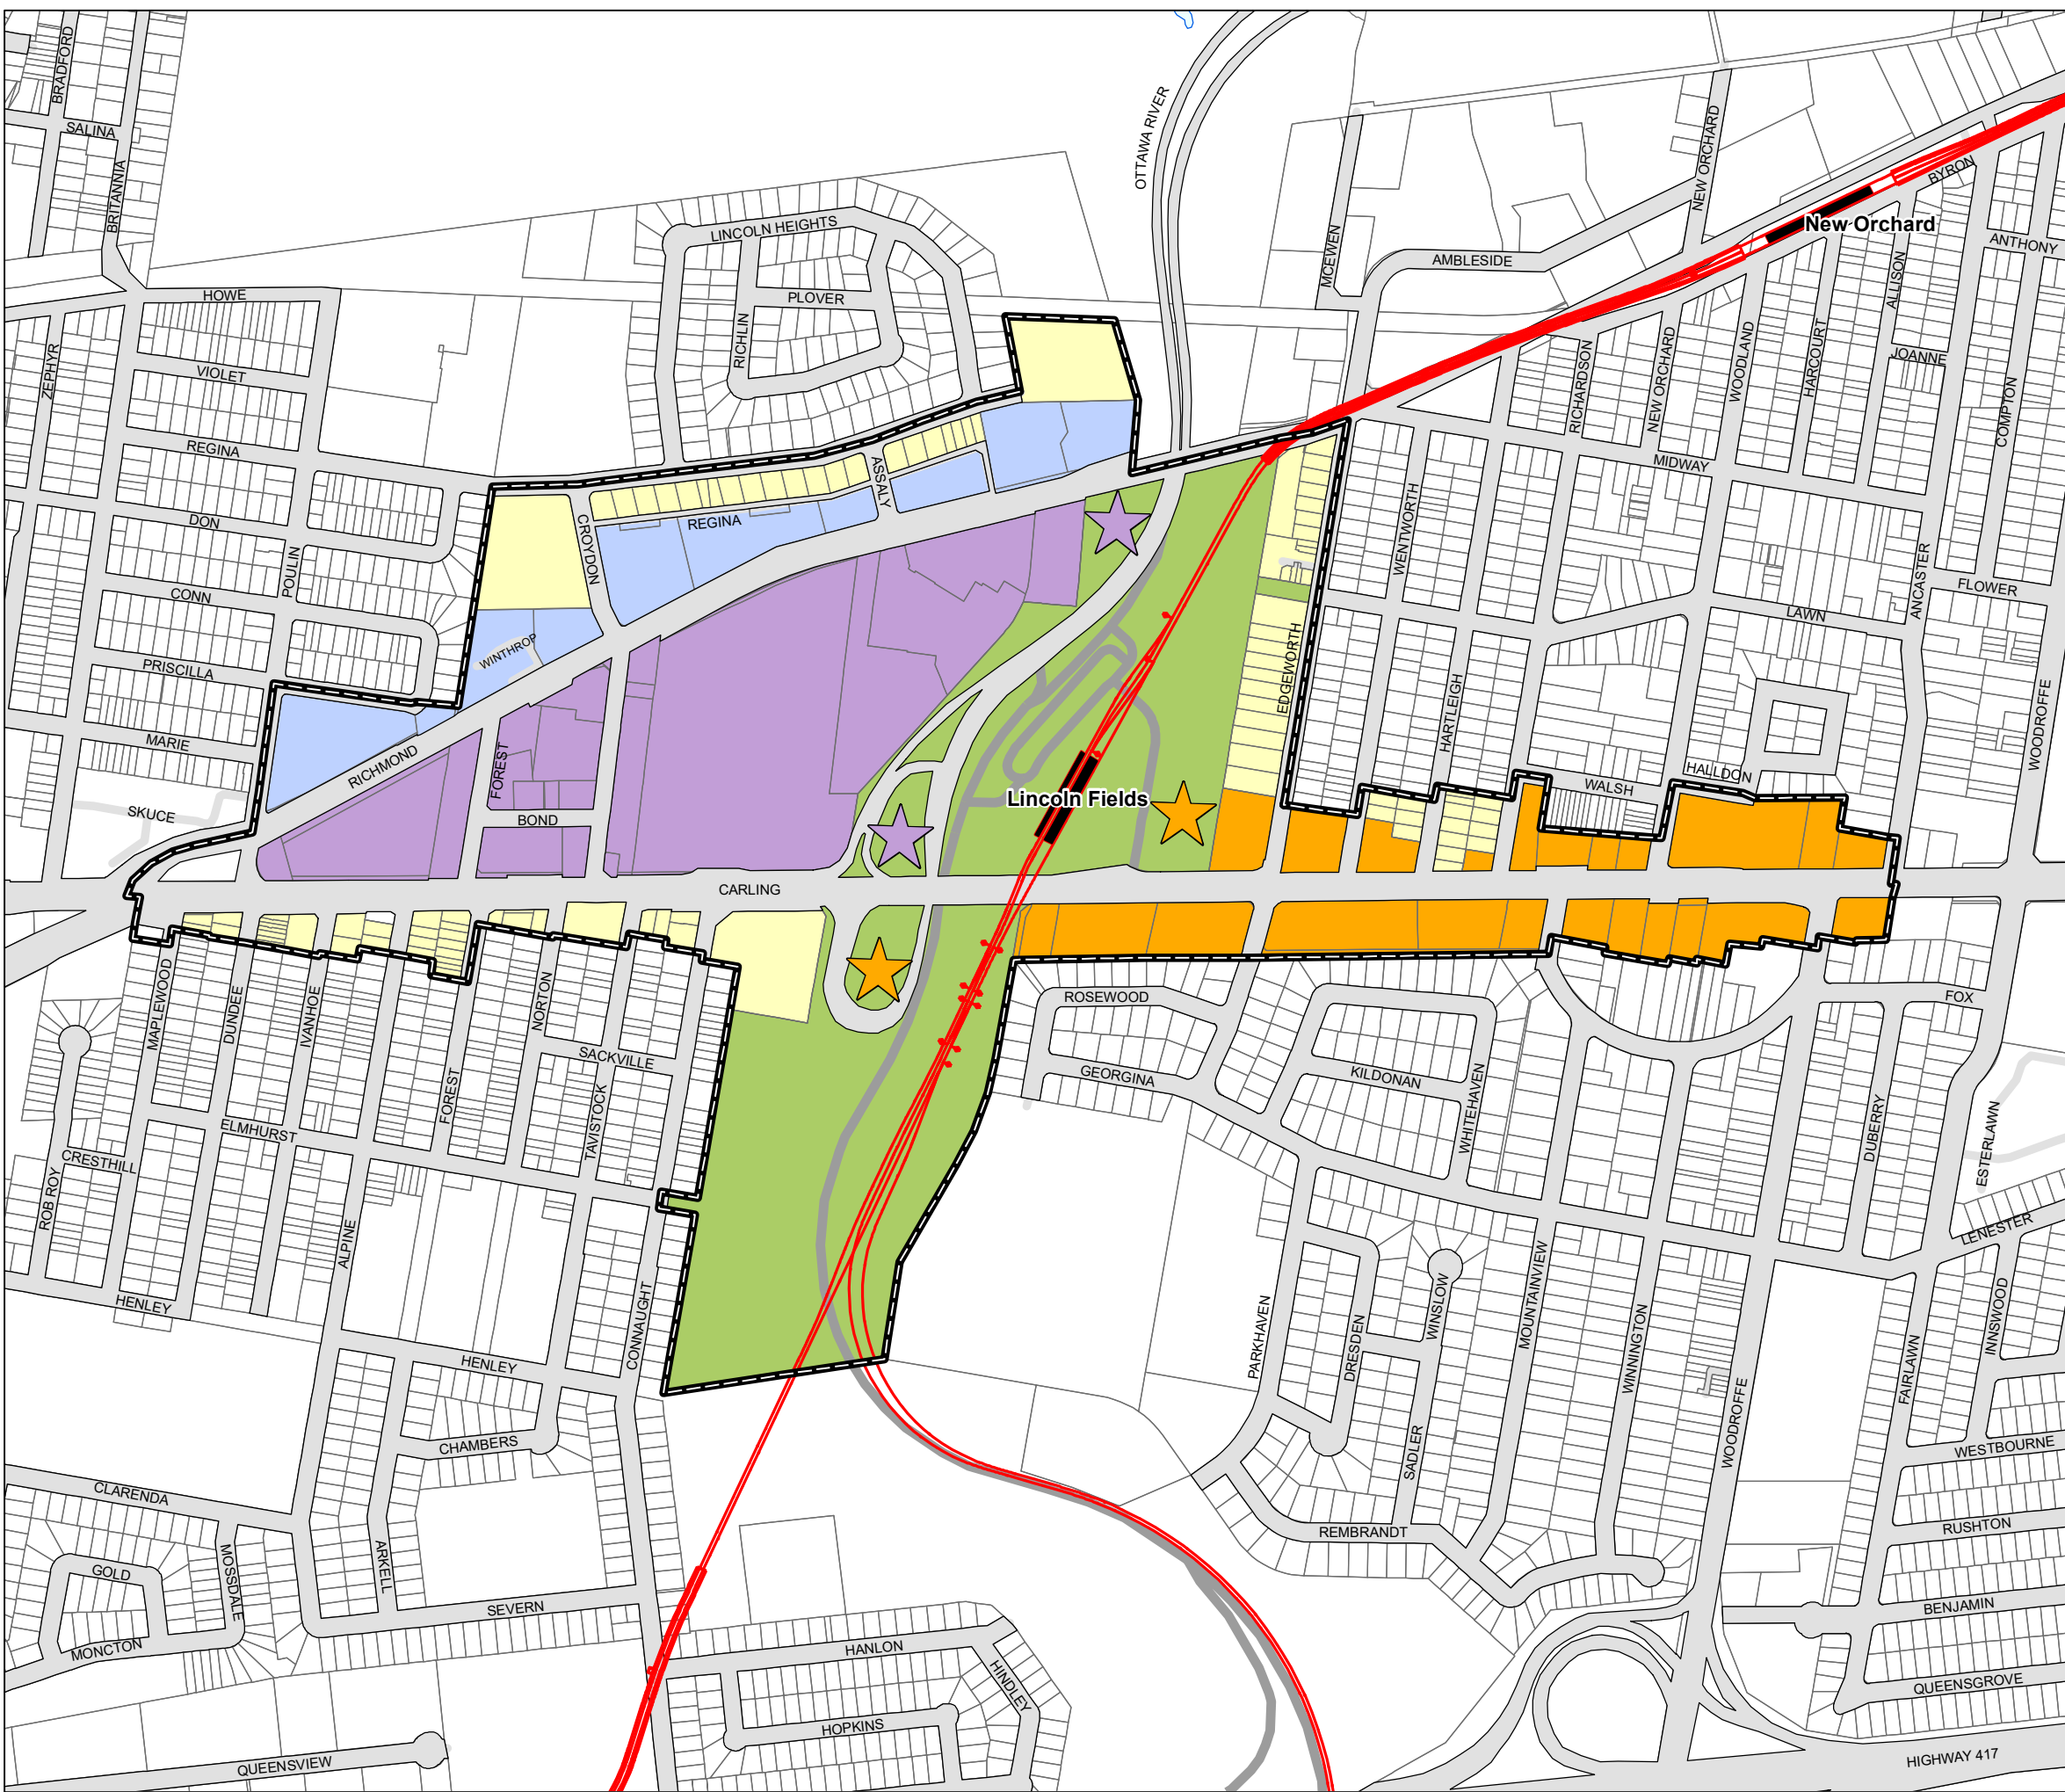 BRADFORD
SALINA
BRITANNIA
OTTAWA RIVER
NEW ORCHARD
BYRON
New Orchard
ANTHONY
LINCOLN HEIGHTS
MCEWEN
AMBLESIDE
ALLISON
HOWE
PLOVER
RICHLIN
ZEPHYR
VIOLET
RICHARDSON
NEW ORCHARD
WOODLAND
HARCOURT
JOANNE
COMPTON
REGINA
ASSALY
MIDWAY
DON
CROYDON
REGINA
WENTWORTH
POULIN
CONN
ANCASTER
FLOWER
LAWN
WINTHROP
PRISCILLA
EDGEWORTH
HARTLEIGH
WOODROFFE
MARIE
RICHMOND
FOREST
HALLDON
WALSH
SKUCE
BOND
Lincoln Fields
CARLING
MAPLEWOOD
DUNDEE
IVANHOE
NORTON
ROSEWOOD
FOX
SACKVILLE
GEORGINA
KILDONAN
WHITEHAVEN
FOREST
TAVISTOCK
ELMHURST
DUBERRY
ESTERLAWN
CRESTHILL
ROB ROY
ALPINE
LENESTER
HENLEY
CONNAUGHT
PARKHAVEN
DRESDEN
WINSLOW
MOUNTAINVIEW
WINNINGTON
INNSWOOD
FAIRLAWN
HENLEY
WOODROFFE
CHAMBERS
SADLER
WESTBOURNE
CLARENDA
REMBRANDT
RUSHTON
GOLD
MOSSDALE
ARKELL
SEVERN
BENJAMIN
MONCTON
HANLON
HINDLEY
QUEENSGROVE
HOPKINS
QUEENSVIEW
HIGHWAY 417